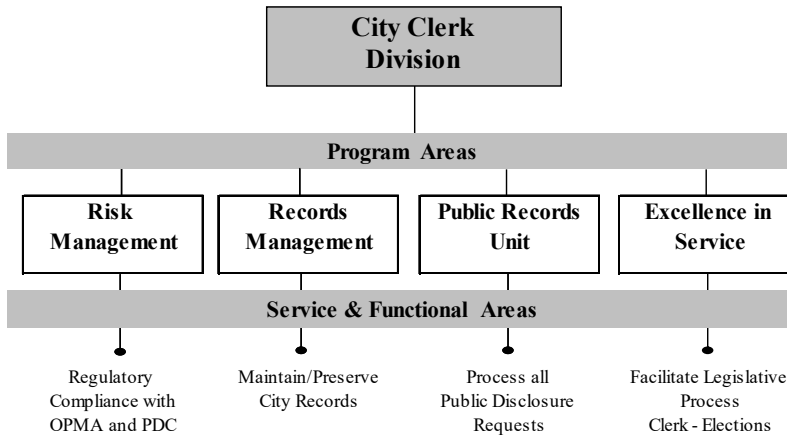 City Clerk
Division
Program Areas
Risk
Management
Records
Management
Public Records
Unit
Excellence in
Service
Service & Functional Areas
Regulatory
Compliance with
OPMA and PDC
Maintain/Preserve
City Records
Process all
Public Disclosure
Requests
Facilitate Legislative
Process
Clerk - Elections